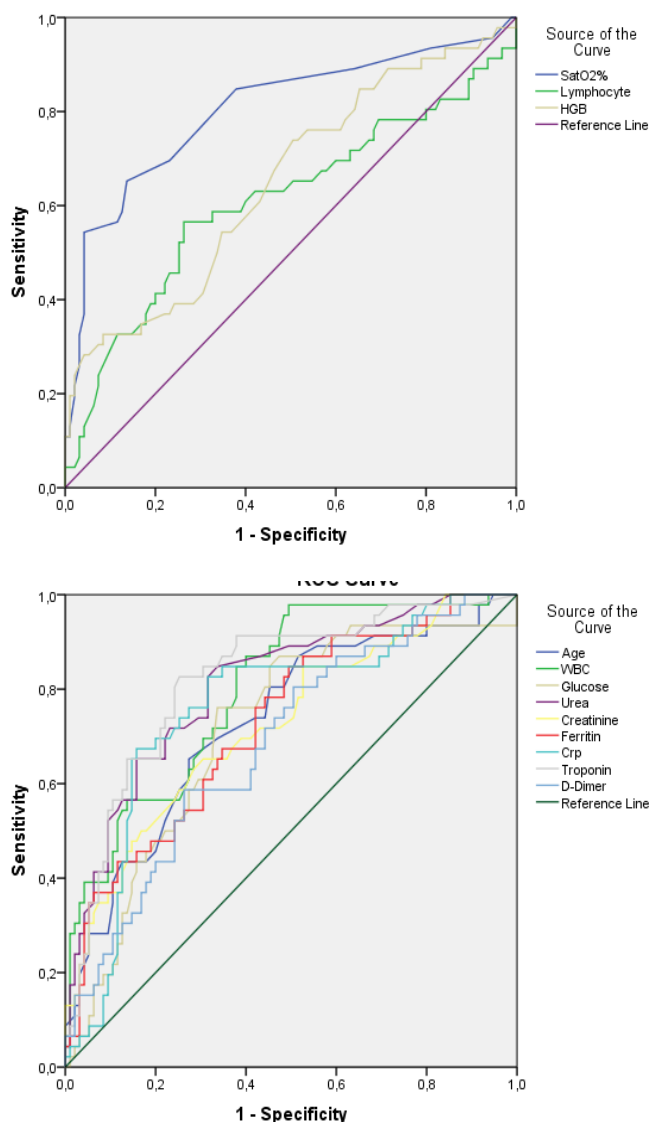 1,0
0,8
0,6
0,4
0,2
0,0
Sensitivity
0,0 0,2 0,4 0,6 0,8 1,0
1 - Specificity
Source of the
Curve
SatO2%
Lymphocyte
HGB
Reference Line
ROC Curve
1,0
0,8
0,6
0,4
0,2
0,0
Sensitivity
0,0 0,2 0,4 0,6 0,8 1,0
1 - Specificity
Source of the
Curve
Age
WBC
Glucose
Urea
Creatinine
Ferritin
Crp
Troponin
D-Dimer
Reference Line